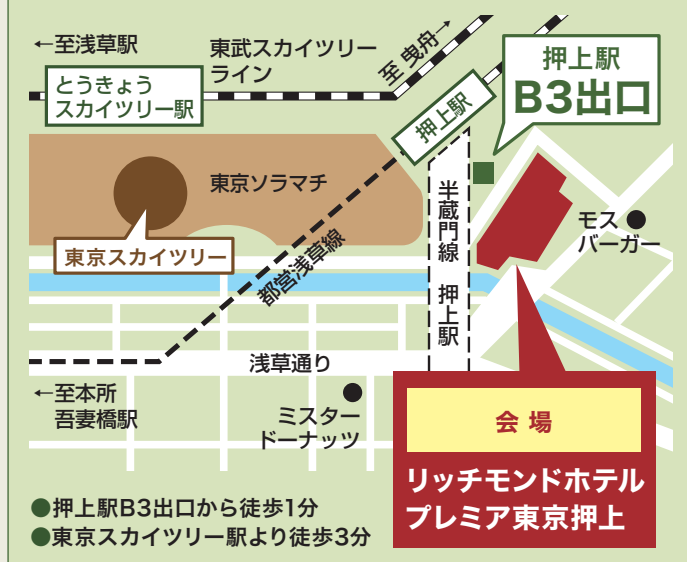 ←至浅草駅
東武スカイツリー
ライン
至 曳舟→
押上駅
B3出口
とうきょう
スカイツリー駅
押上駅
東京ソラマチ
東京スカイツリー
都営浅草線
半蔵門線 押上駅
モス
バーガー
浅草通り
←至本所
吾妻橋駅
ミスター
ドーナッツ
会場
リッチモンドホテル
プレミア東京押上
●押上駅B3出口から徒歩1分
●東京スカイツリー駅より徒歩3分